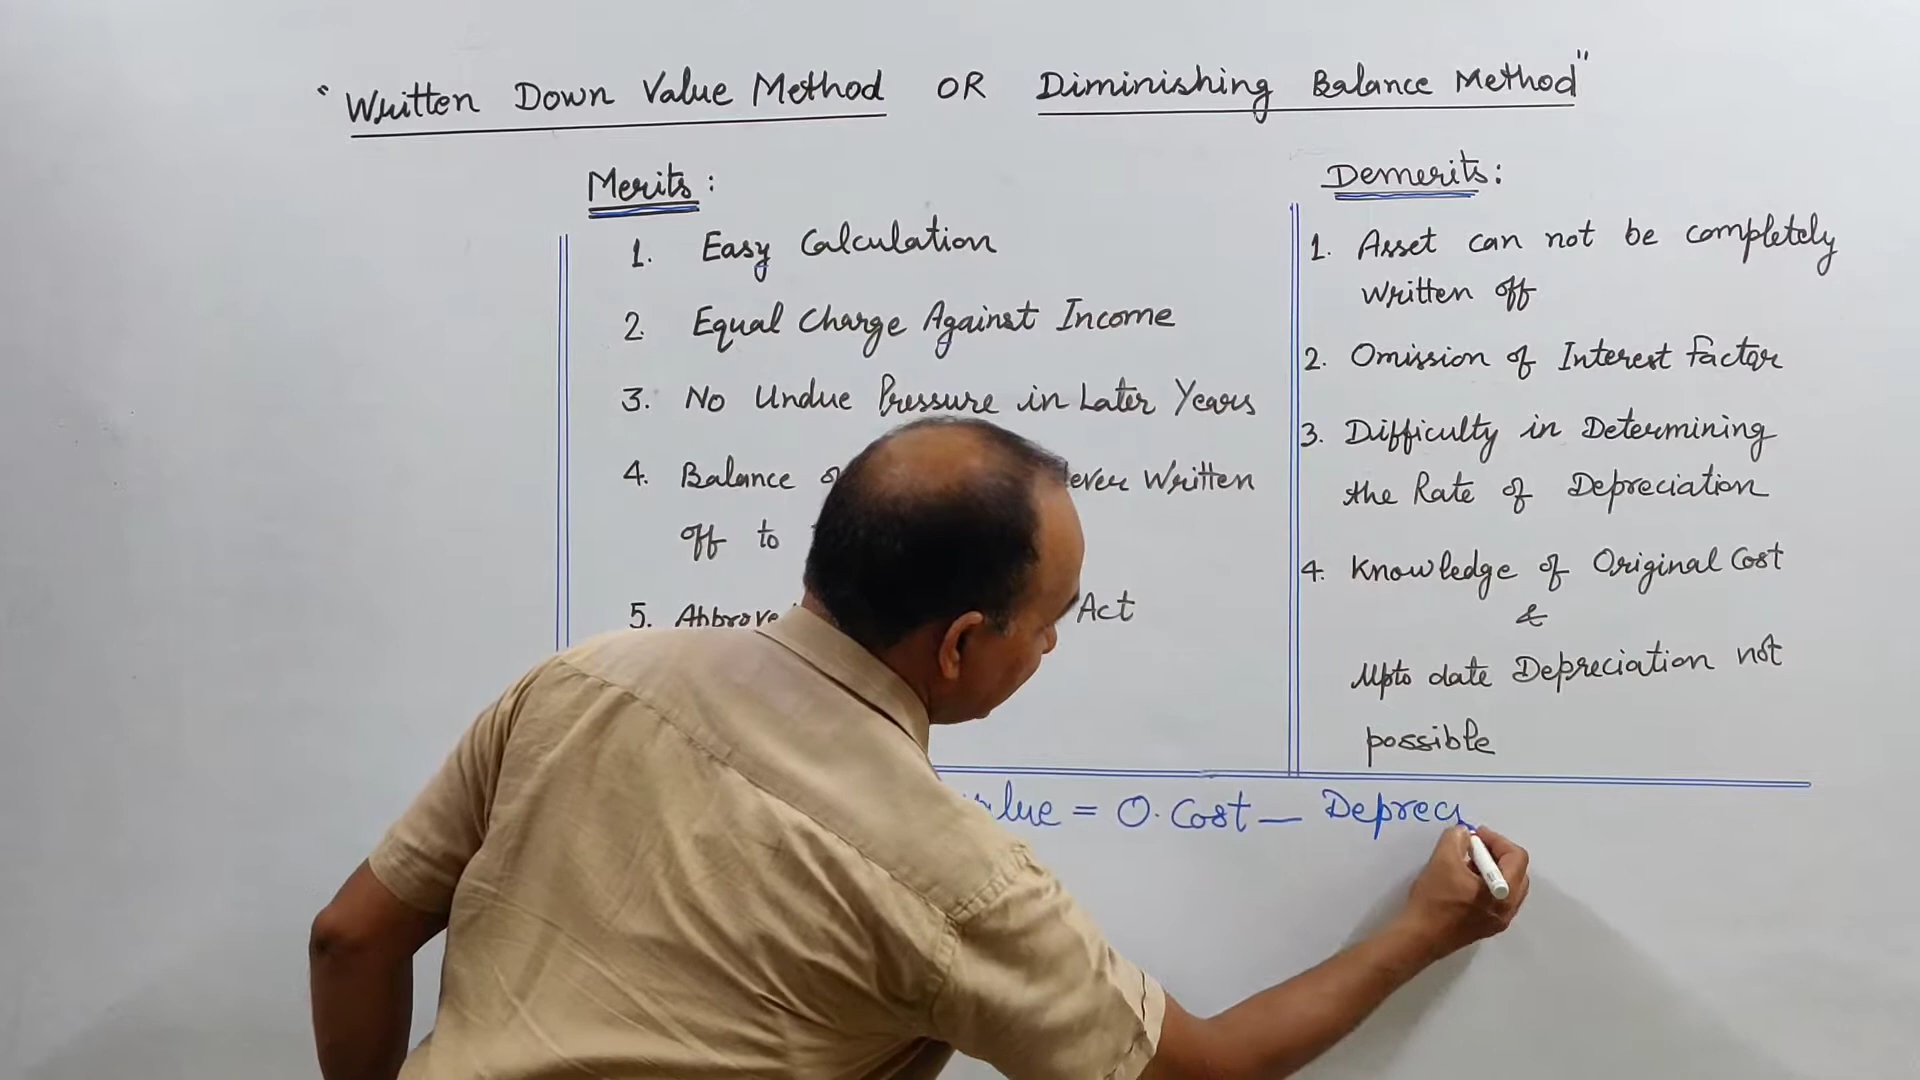 "Written Down Value Method OR Diminishing Balance Method"
Merits:
1. Easy Calculation
2. Equal Charge Against Income
3. No Undue Pressure in Later Years
4. Balance Written
off to
5. Act
Demerits:
1. Asset can not be completely
written off
2. Omission of Interest factor
3. Difficulty in Determining
the Rate of Depreciation
4. Knowledge of Original Cost
&
Upto date Depreciation not
possible
= O. Cost — Depreci